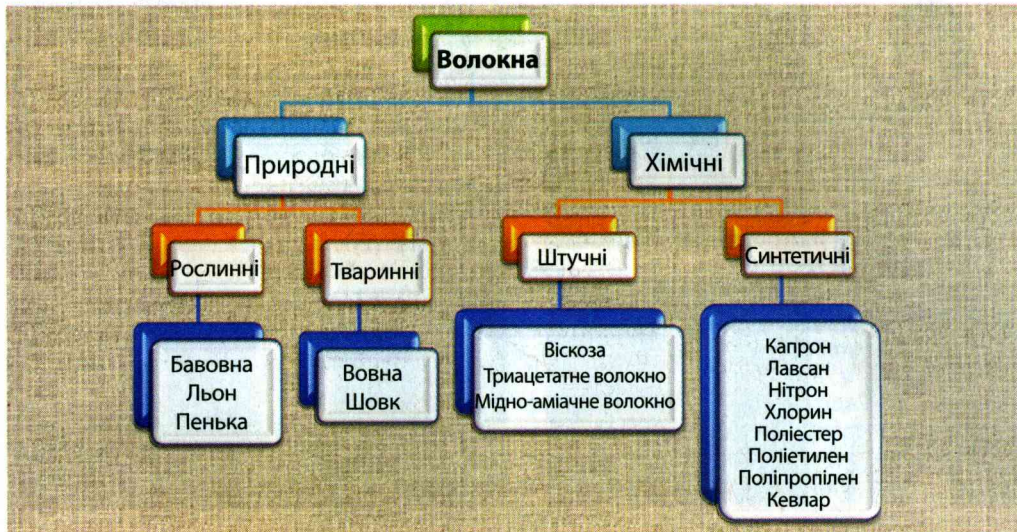 Волокна
Природні
Хімічні
Рослинні
Тваринні
Штучні
Синтетичні
Бавовна
Льон
Пенька
Вовна
Шовк
Віскоза
Триацетатне волокно
Мідно-аміачне волокно
Капрон
Лавсан
Нітрон
Хлорин
Поліестер
Поліетилен
Поліпропілен
Кевлар